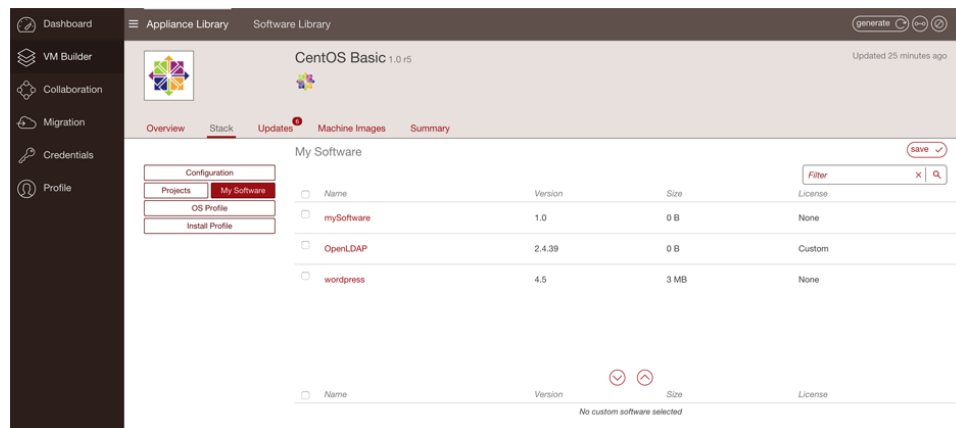 Dashboard
VM Builder
Collaboration
Migration
Credentials
Profile
Appliance Library Software Library
generate
CentOS Basic 1.0 r5
Updated 25 minutes ago
Overview Stack Updates 6 Machine Images Summary
My Software
save
Configuration
Projects My Software
OS Profile
Install Profile
Filter
Name Version Size License
mySoftware 1.0 0 B None
OpenLDAP 2.4.39 0 B Custom
wordpress 4.5 3 MB None
Name Version Size License
No custom software selected